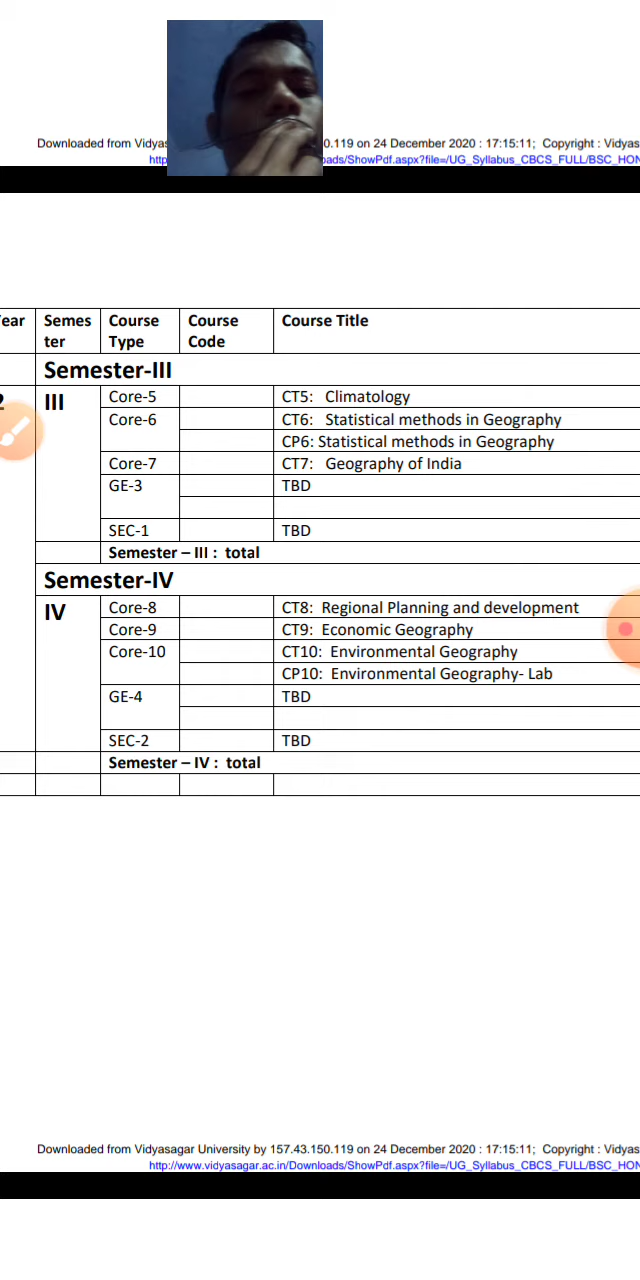 Downloaded from Vidyas 0.119 on 24 December 2020 : 17:15:11; Copyright : Vidyas
http oads/ShowPdf.aspx?file=/UG_Syllabus_CBCS_FULL/BSC_HON
ear Semes ter Course Type Course Code Course Title
Semester-III
2 III Core-5 CT5: Climatology
Core-6 CT6: Statistical methods in Geography
CP6: Statistical methods in Geography
Core-7 CT7: Geography of India
GE-3 TBD
SEC-1 TBD
Semester – III : total
Semester-IV
IV Core-8 CT8: Regional Planning and development
Core-9 CT9: Economic Geography
Core-10 CT10: Environmental Geography
CP10: Environmental Geography- Lab
GE-4 TBD
SEC-2 TBD
Semester – IV : total
Downloaded from Vidyasagar University by 157.43.150.119 on 24 December 2020 : 17:15:11; Copyright : Vidyas
http://www.vidyasagar.ac.in/Downloads/ShowPdf.aspx?file=/UG_Syllabus_CBCS_FULL/BSC_HON